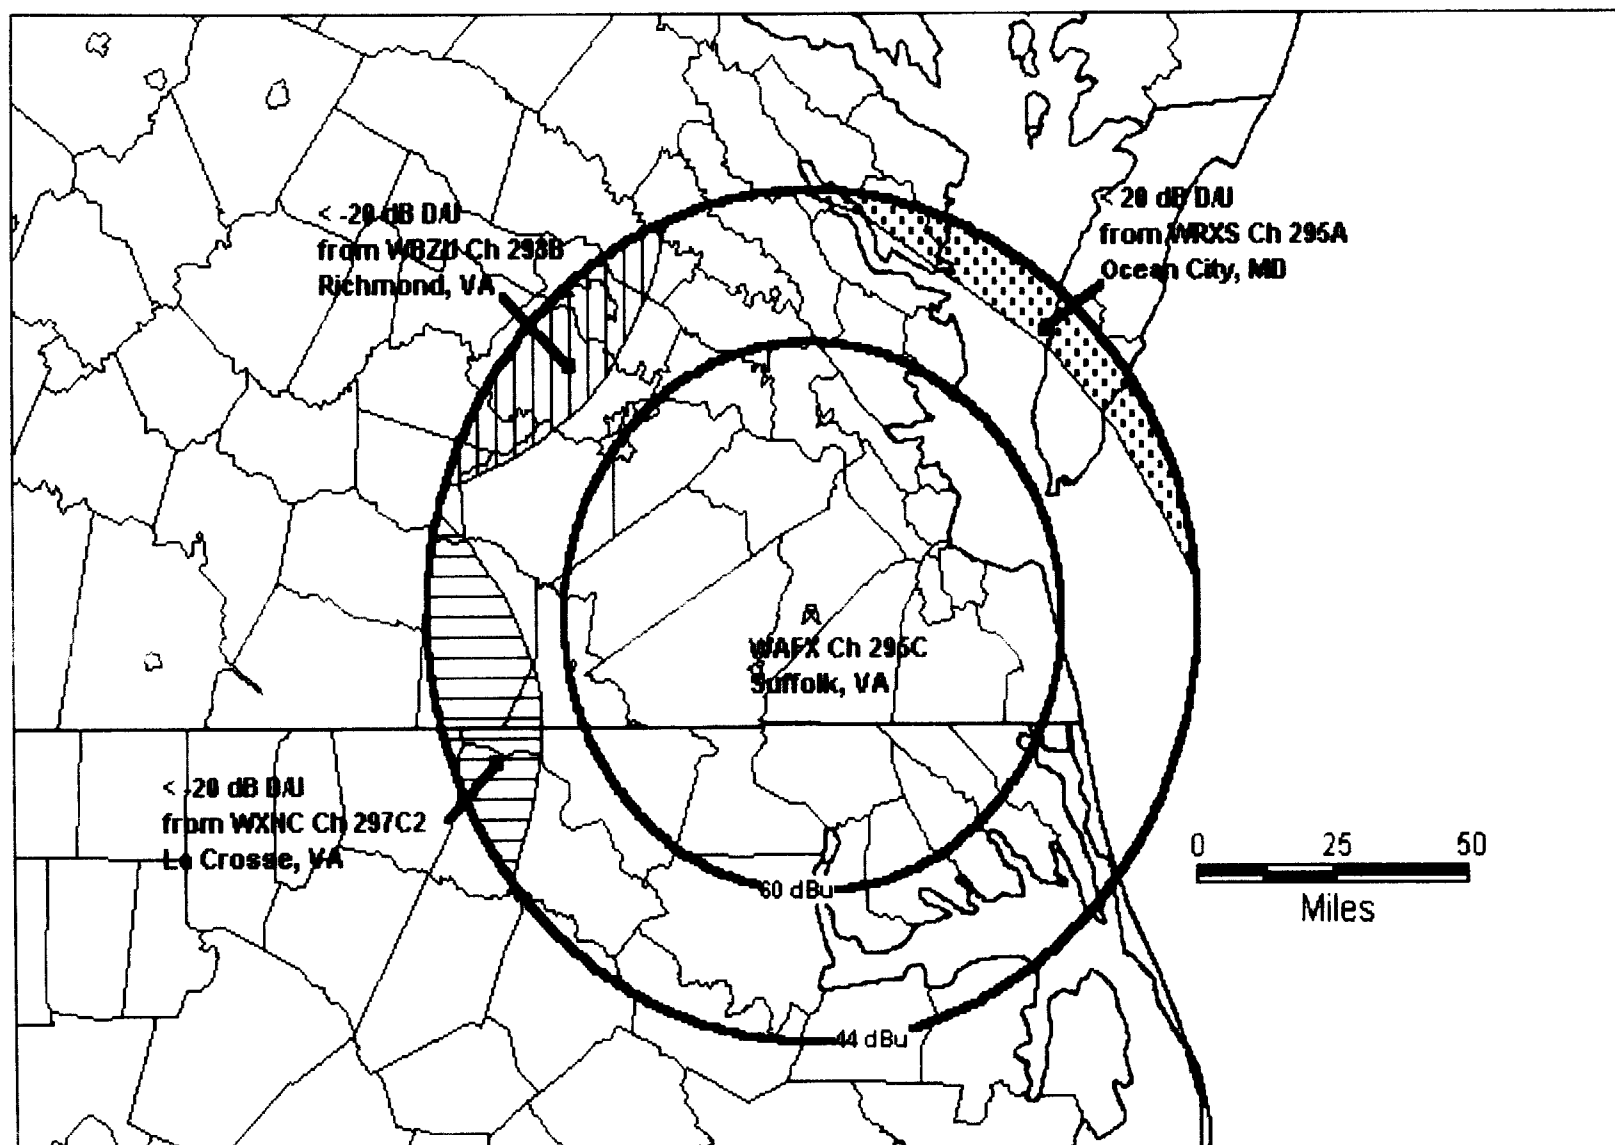 < -20 dB D/U
from WBZU Ch 293B
Richmond, VA
< 20 dB D/U
from WRXS Ch 295A
Ocean City, MD
WAFX Ch 295C
Suffolk, VA
< -20 dB D/U
from WXNC Ch 297C2
La Crosse, VA
0 25 50
Miles
60 dBu
44 dBu